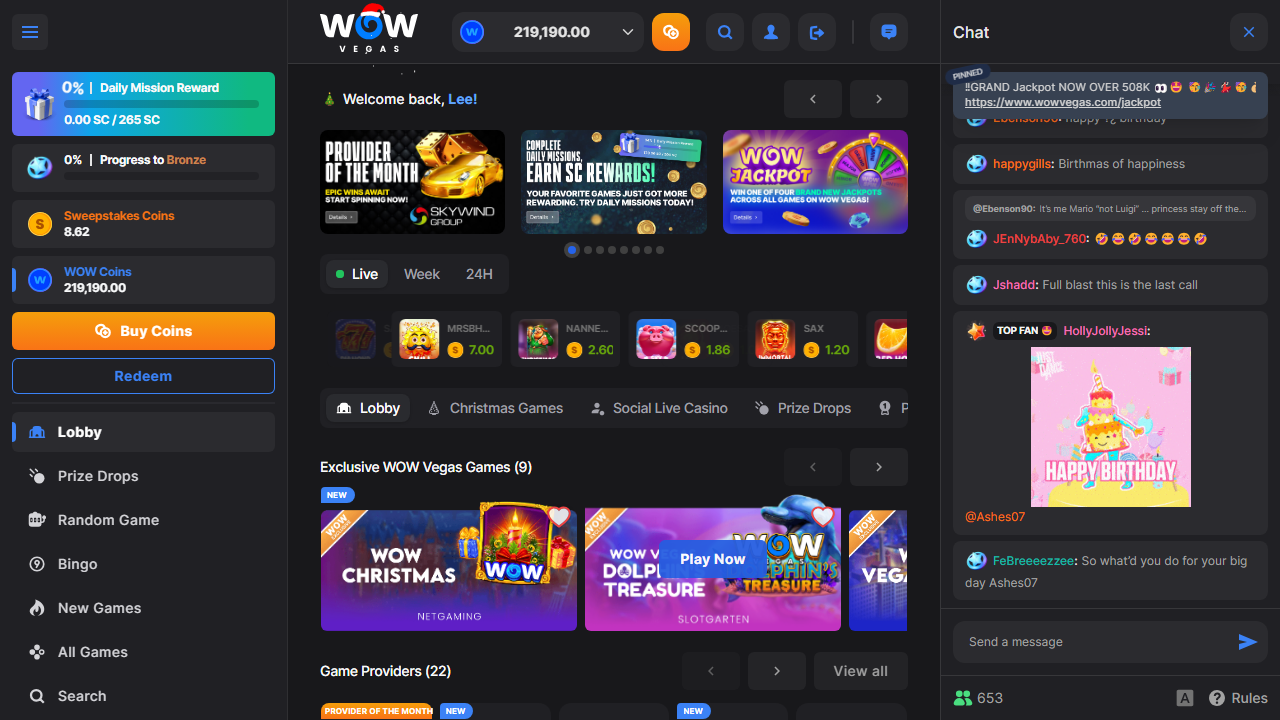 0% | Daily Mission Reward
0.00 SC / 265 SC
0% | Progress to Bronze
Sweepstakes Coins
8.62
WOW Coins
219,190.00
Buy Coins
Redeem
Lobby
Prize Drops
Random Game
Bingo
New Games
All Games
Search
WOW
VEGAS
219,190.00
Welcome back, Lee!
PROVIDER
OF THE MONTH
EPIC WINS AWAIT
START SPINNING NOW!
Details
SKYWIND
GROUP
COMPLETE
DAILY MISSIONS,
EARN SC REWARDS!
YOUR FAVORITE GAMES JUST GOT MORE
REWARDING. TRY DAILY MISSIONS TODAY!
Details
WOW
JACKPOT
WIN ONE OF FOUR BRAND NEW JACKPOTS
ACROSS ALL GAMES ON WOW VEGAS!
Details
Live
Week
24H
MRSBH...
7.00
NANNE...
2.60
SCOOP...
1.86
SAX
1.20
Lobby
Christmas Games
Social Live Casino
Prize Drops
P
Exclusive WOW Vegas Games (9)
NEW
WOW
CHRISTMAS
WOW
NETGAMING
Play Now
WOW
TREASURE
TREASURE
SLOTGARTEN
Game Providers (22)
View all
PROVIDER OF THE MONTH
NEW
NEW
Chat
PINNED
‼GRAND Jackpot NOW OVER 508K 👀 🤩 🥳 🎉 🧨 🥳
https://www.wowvegas.com/jackpot
Ebenson90: happy birthday
happygills: Birthmas of happiness
@Ebenson90: It's me Mario "not Luigi" ... princess stay off the...
JEnNybAby_760: 🤣 😂 🤣 😂 😂 😂 🤣
Jshadd: Full blast this is the last call
TOP FAN 🤩 HollyJollyJessi:
JUST
DANCE
HAPPY BIRTHDAY
@Ashes07
FeBreeeezzee: So what'd you do for your big
day Ashes07
Send a message
653
A
Rules